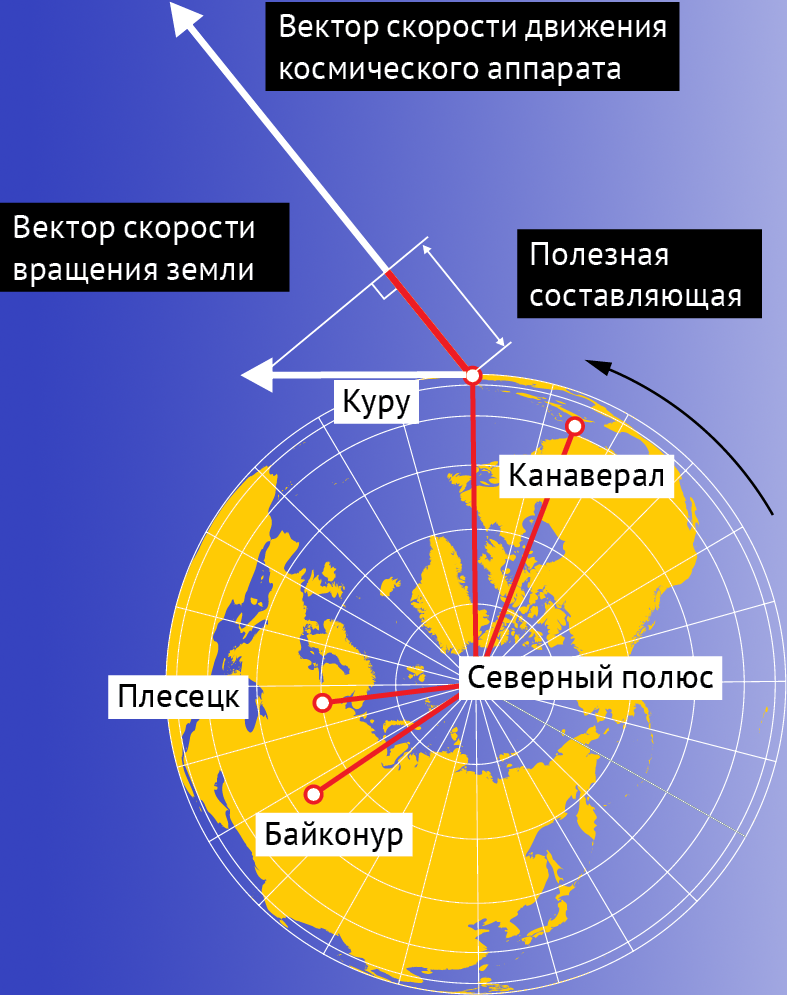 Вектор скорости движения
космического аппарата
Вектор скорости
вращения земли
Полезная
составляющая
Куру
Канаверал
Северный полюс
Плесецк
Байконур